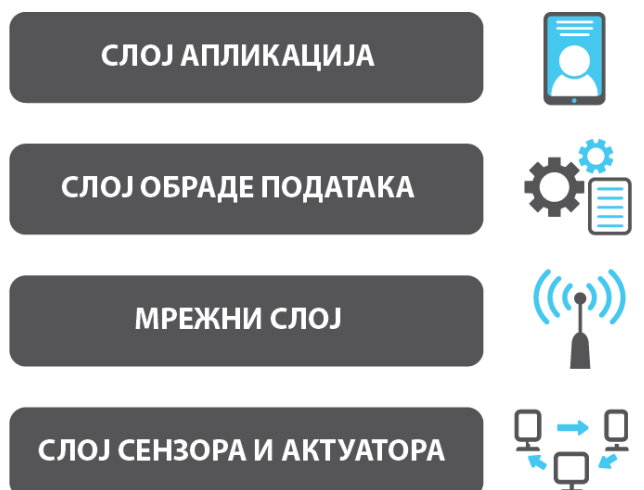 СЛОЈ АПЛИКАЦИЈА
СЛОЈ ОБРАДЕ ПОДАТАКА
МРЕЖНИ СЛОЈ
СЛОЈ СЕНЗОРА И АКТУАТОРА